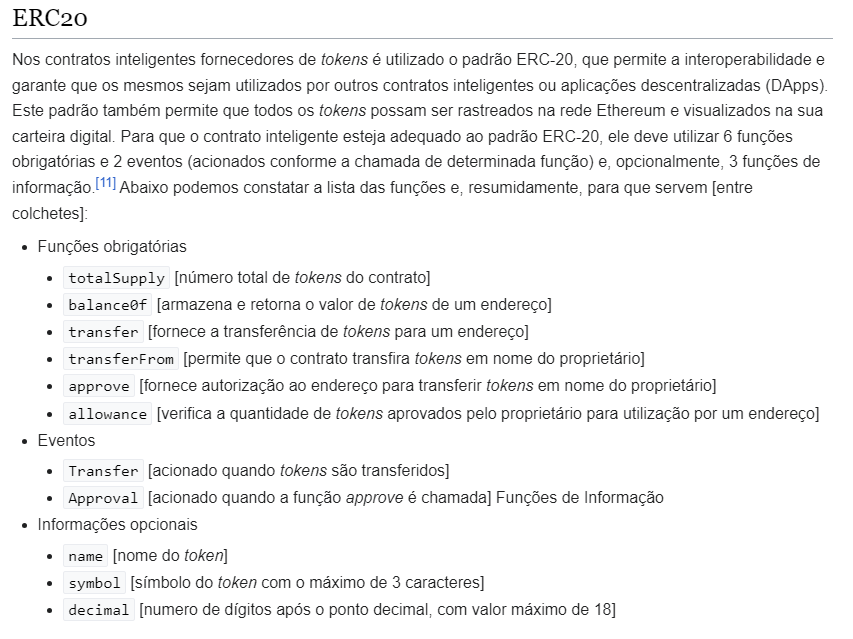 ERC20
Nos contratos inteligentes fornecedores de tokens é utilizado o padrão ERC-20, que permite a interoperabilidade e
garante que os mesmos sejam utilizados por outros contratos inteligentes ou aplicações descentralizadas (DApps).
Este padrão também permite que todos os tokens possam ser rastreados na rede Ethereum e visualizados na sua
carteira digital. Para que o contrato inteligente esteja adequado ao padrão ERC-20, ele deve utilizar 6 funções
obrigatórias e 2 eventos (acionados conforme a chamada de determinada função) e, opcionalmente, 3 funções de
informação.[11] Abaixo podemos constatar a lista das funções e, resumidamente, para que servem [entre
colchetes]:
• Funções obrigatórias
• totalSupply [número total de tokens do contrato]
• balance0f [armazena e retorna o valor de tokens de um endereço]
• transfer [fornece a transferência de tokens para um endereço]
• transferFrom [permite que o contrato transfira tokens em nome do proprietário]
• approve [fornece autorização ao endereço para transferir tokens em nome do proprietário]
• allowance [verifica a quantidade de tokens aprovados pelo proprietário para utilização por um endereço]
• Eventos
• Transfer [acionado quando tokens são transferidos]
• Approval [acionado quando a função approve é chamada] Funções de Informação
• Informações opcionais
• name [nome do token]
• symbol [símbolo do token com o máximo de 3 caracteres]
• decimal [numero de dígitos após o ponto decimal, com valor máximo de 18]